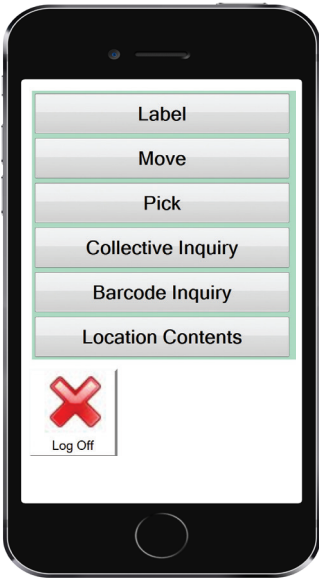 Label
Move
Pick
Collective Inquiry
Barcode Inquiry
Location Contents
Log Off